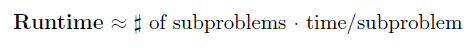 Runtime ≈ ♯ of subproblems · time/subproblem